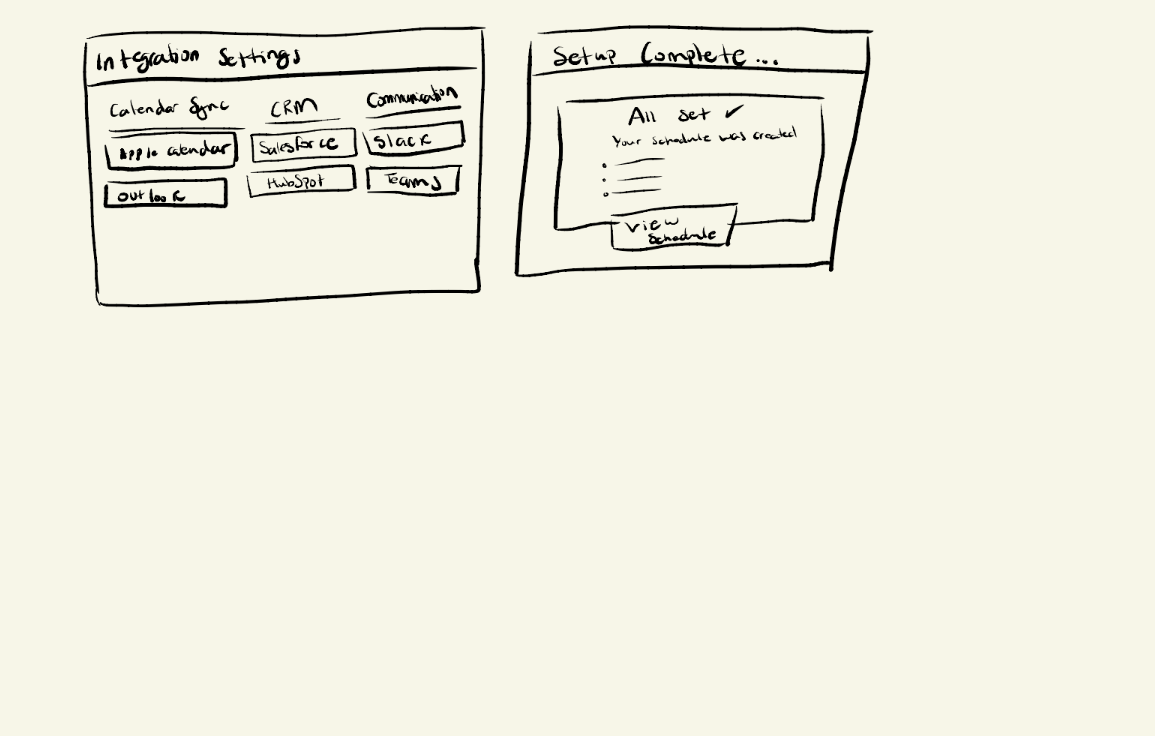 Integration Settings
Calendar Sync
CRM
Communication
Apple Calendar
Salesforce
Slack
Outlook
HubSpot
Teams
Setup Complete...
All set ✓
Your schedule was created
View
Schedule